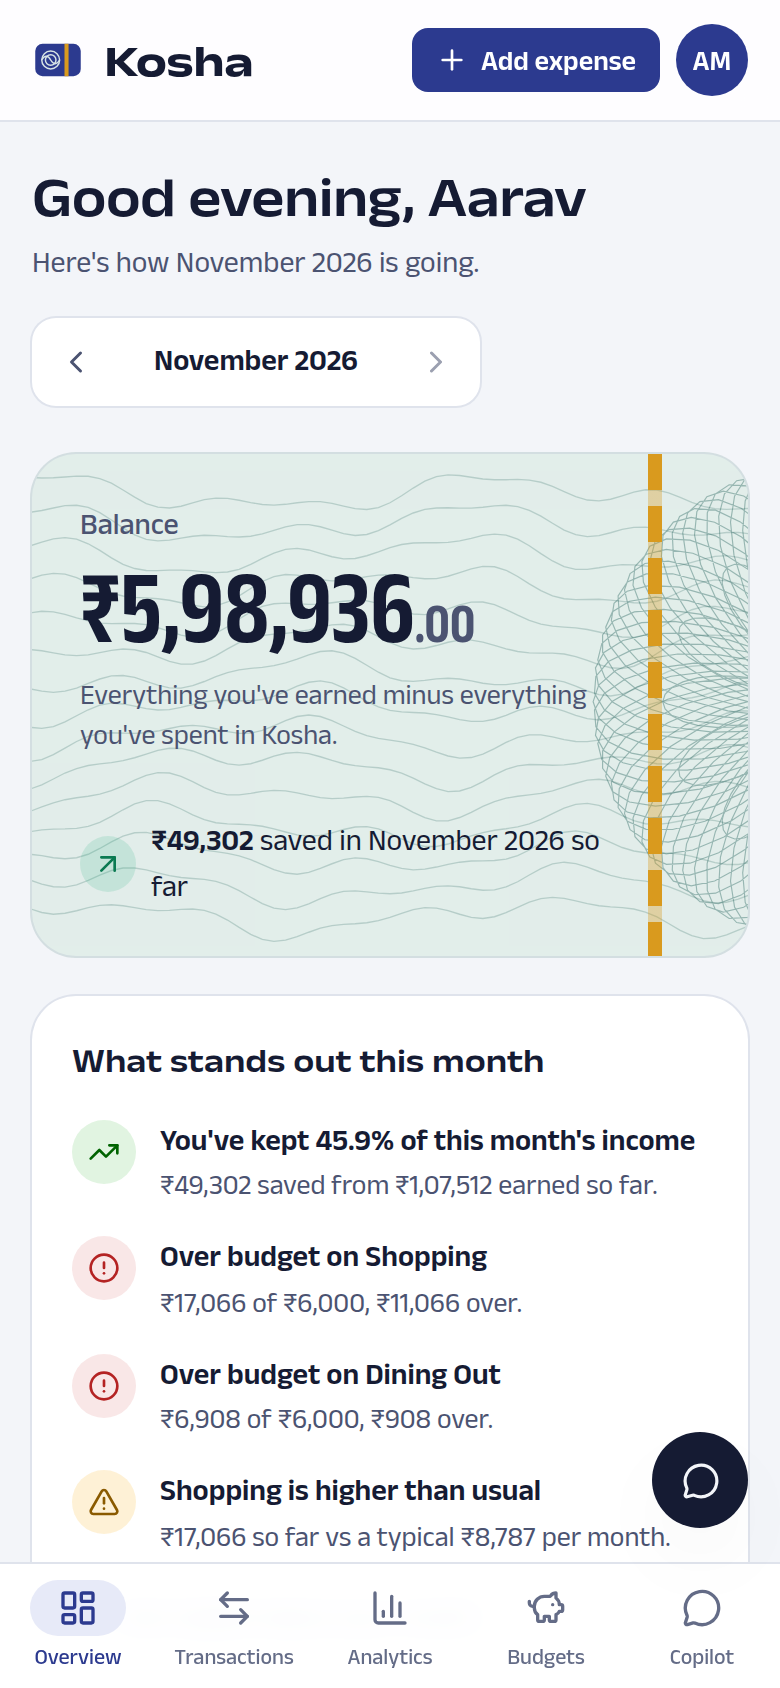 Kosha
Add expense
AM
Good evening, Aarav
Here's how November 2026 is going.
November 2026
Balance
₹5,98,936.00
Everything you've earned minus everything
you've spent in Kosha.
₹49,302 saved in November 2026 so
far
What stands out this month
You've kept 45.9% of this month's income
₹49,302 saved from ₹1,07,512 earned so far.
Over budget on Shopping
₹17,066 of ₹6,000, ₹11,066 over.
Over budget on Dining Out
₹6,908 of ₹6,000, ₹908 over.
Shopping is higher than usual
₹17,066 so far vs a typical ₹8,787 per month.
Overview
Transactions
Analytics
Budgets
Copilot